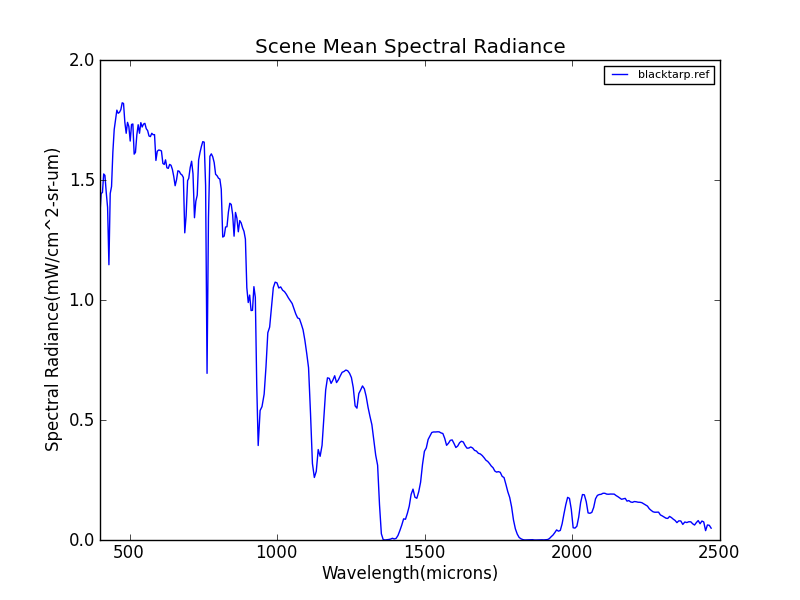 Scene Mean Spectral Radiance
blacktarp.ref
2.0
1.5
1.0
0.5
0.0
Spectral Radiance(mW/cm^2-sr-um)
500 1000 1500 2000 2500
Wavelength(microns)